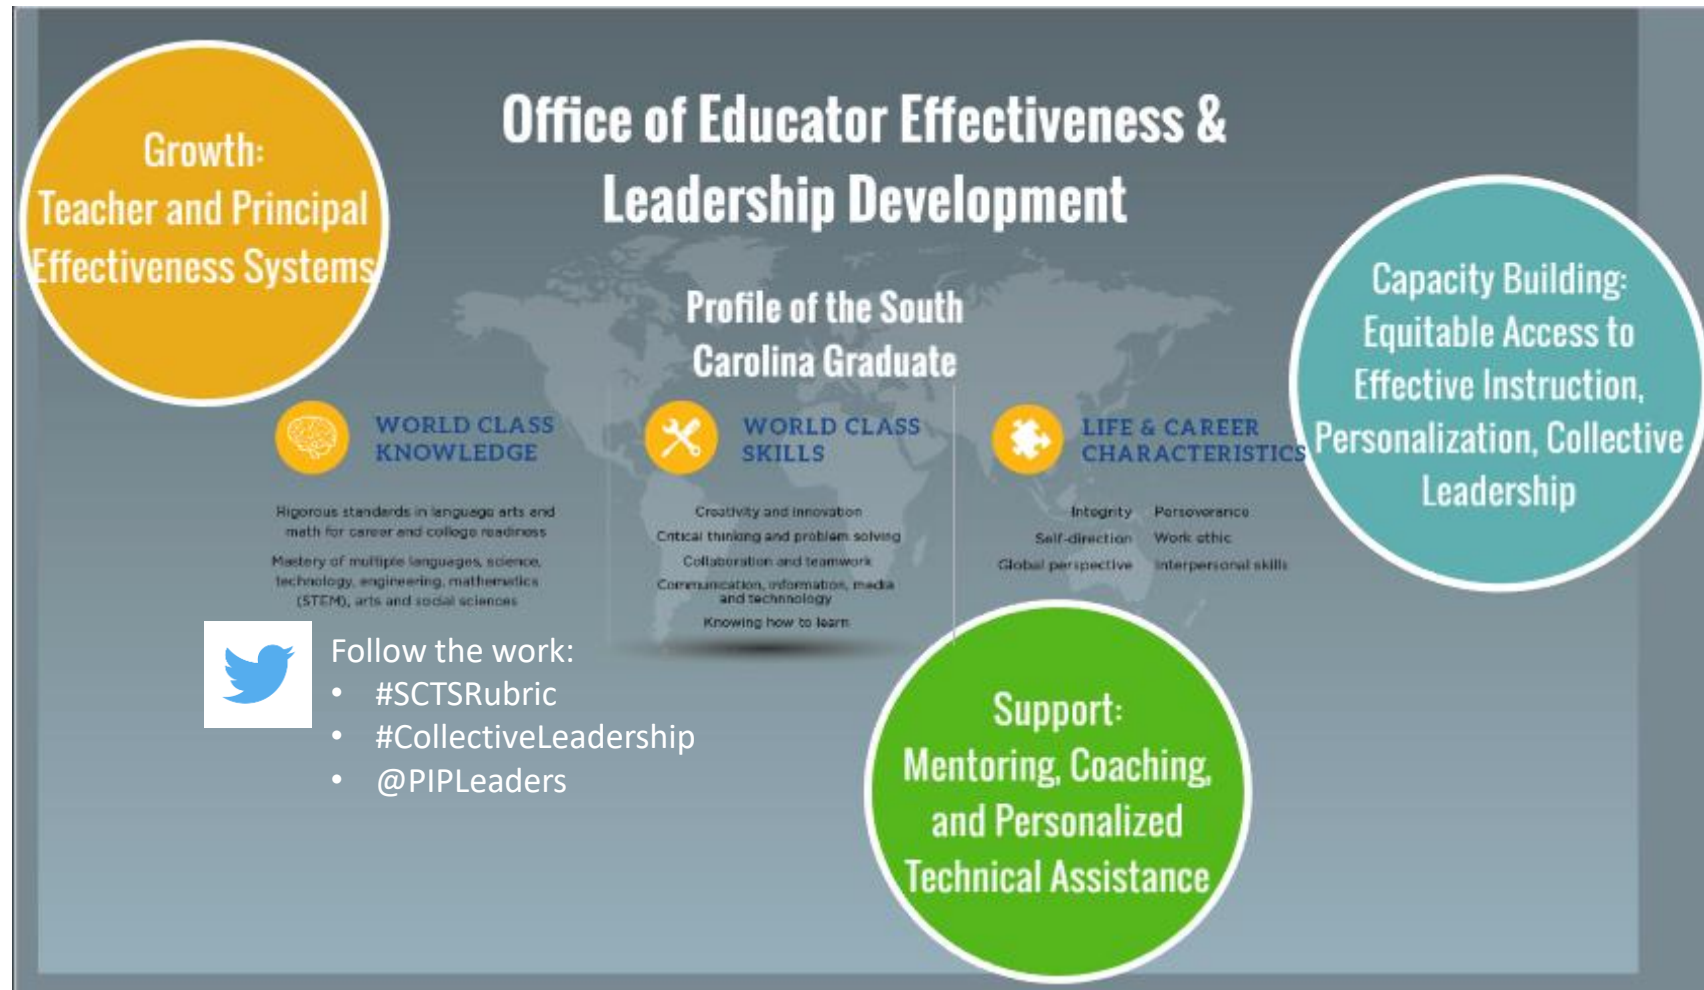 Office of Educator Effectiveness &
Leadership Development
Growth:
Teacher and Principal
Effectiveness Systems
Capacity Building:
Equitable Access to
Effective Instruction,
Personalization, Collective
Leadership
Profile of the South
Carolina Graduate
WORLD CLASS
KNOWLEDGE
Rigorous standards in language arts and
math for career and college readiness
Mastery of multiple languages, science,
technology, engineering, mathematics
(STEM), arts and social sciences
WORLD CLASS
SKILLS
Creativity and innovation
Critical thinking and problem solving
Collaboration and teamwork
Communication, information, media
and technnology
Knowing how to learn
LIFE & CAREER
CHARACTERISTICS
Integrity Perseverance
Self-direction Work ethic
Global perspective Interpersonal skills
Follow the work:
• #SCTSRubric
• #CollectiveLeadership
• @PIPLeaders
Support:
Mentoring, Coaching,
and Personalized
Technical Assistance